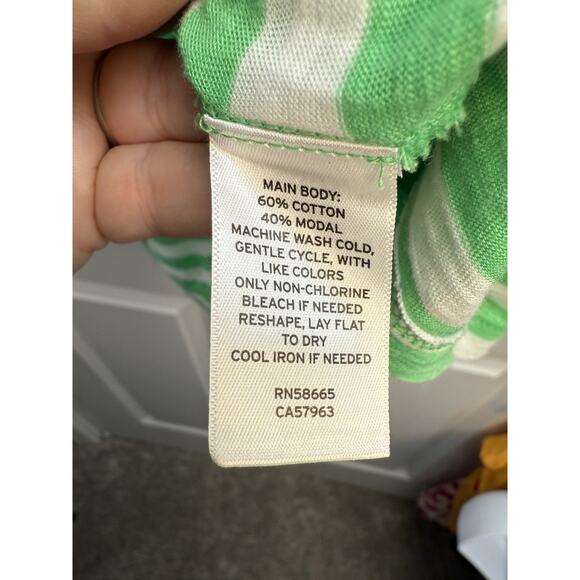 MAIN BODY:
60% COTTON
40% MODAL
MACHINE WASH COLD,
GENTLE CYCLE, WITH
LIKE COLORS
ONLY NON-CHLORINE
BLEACH IF NEEDED
RESHAPE, LAY FLAT
TO DRY
COOL IRON IF NEEDED
RN58665
CA57963